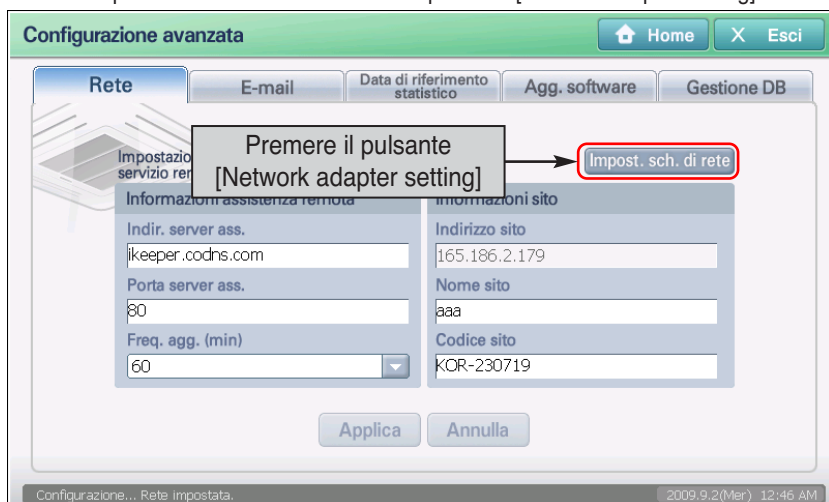 Configurazione avanzata
Home
X Esci
Rete
E-mail
Data di riferimento
statistico
Agg. software
Gestione DB
Premere il pulsante
[Network adapter setting]
Impost. sch. di rete
Informazioni assistenza remota
Informazioni sito
Indir. server ass.
Indirizzo sito
ikeeper.codns.com
165.186.2.179
Porta server ass.
Nome sito
80
aaa
Freq. agg. (min)
Codice sito
60
KOR-230719
Applica
Annulla
Configurazione... Rete impostata.
2009.9.2(Mer) 12:46 AM